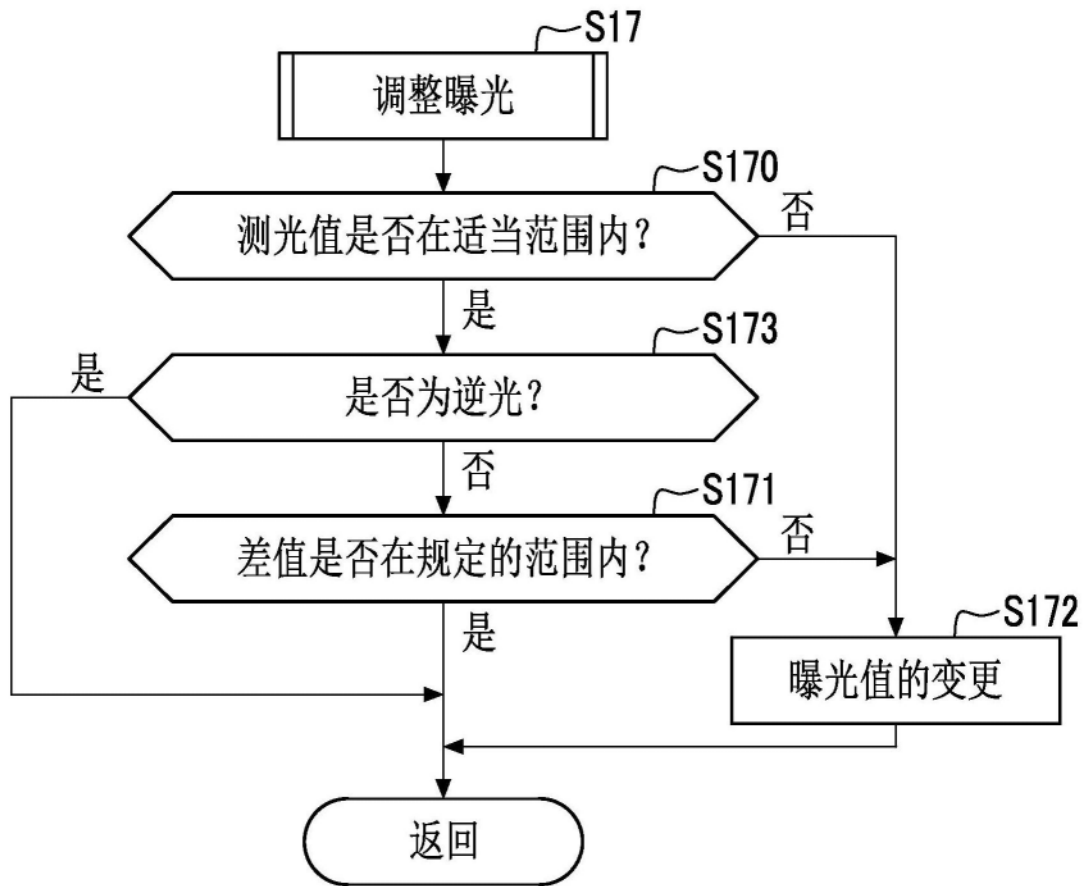 S17
调整曝光
S170
测光值是否在适当范围内?
否
是
S173
是
是否为逆光?
否
S171
差值是否在规定的范围内?
否
是
S172
曝光值的变更
返回